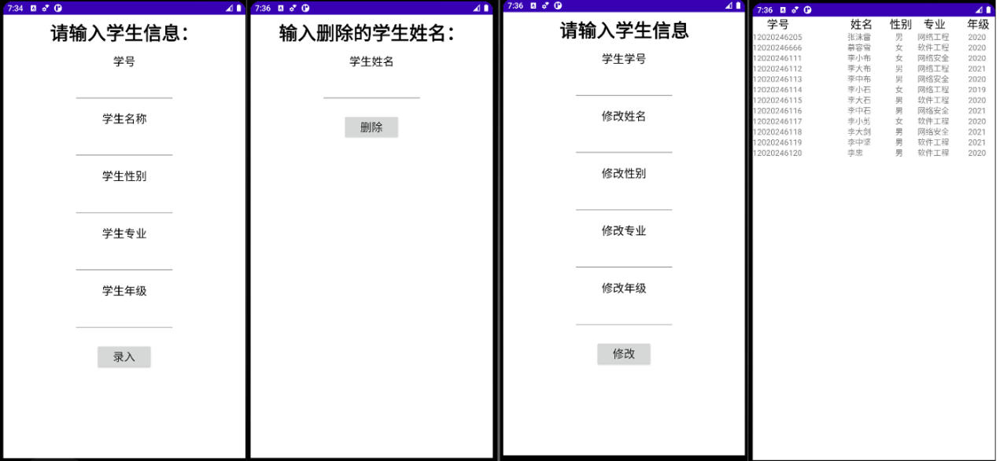 7:34
请输入学生信息：
学号
学生名称
学生性别
学生专业
学生年级
录入
7:36
输入删除的学生姓名：
学生姓名
删除
7:36
请输入学生信息
学生学号
修改姓名
修改性别
修改专业
修改年级
修改
7:36
学号 姓名 性别 专业 年级
12020246205 张沫雷 男 网络工程 2020
12020246666 慕容雪 女 软件工程 2020
12020246111 李小布 女 网络安全 2020
12020246112 李大布 男 网络工程 2021
12020246113 李中布 男 网络安全 2020
12020246114 李小石 女 网络工程 2019
12020246115 李大石 男 软件工程 2020
12020246116 李中石 男 网络安全 2021
12020246117 李小剪 女 软件工程 2020
12020246118 李大剑 男 网络安全 2021
12020246119 李中坚 男 软件工程 2021
12020246120 李忠 男 软件工程 2020